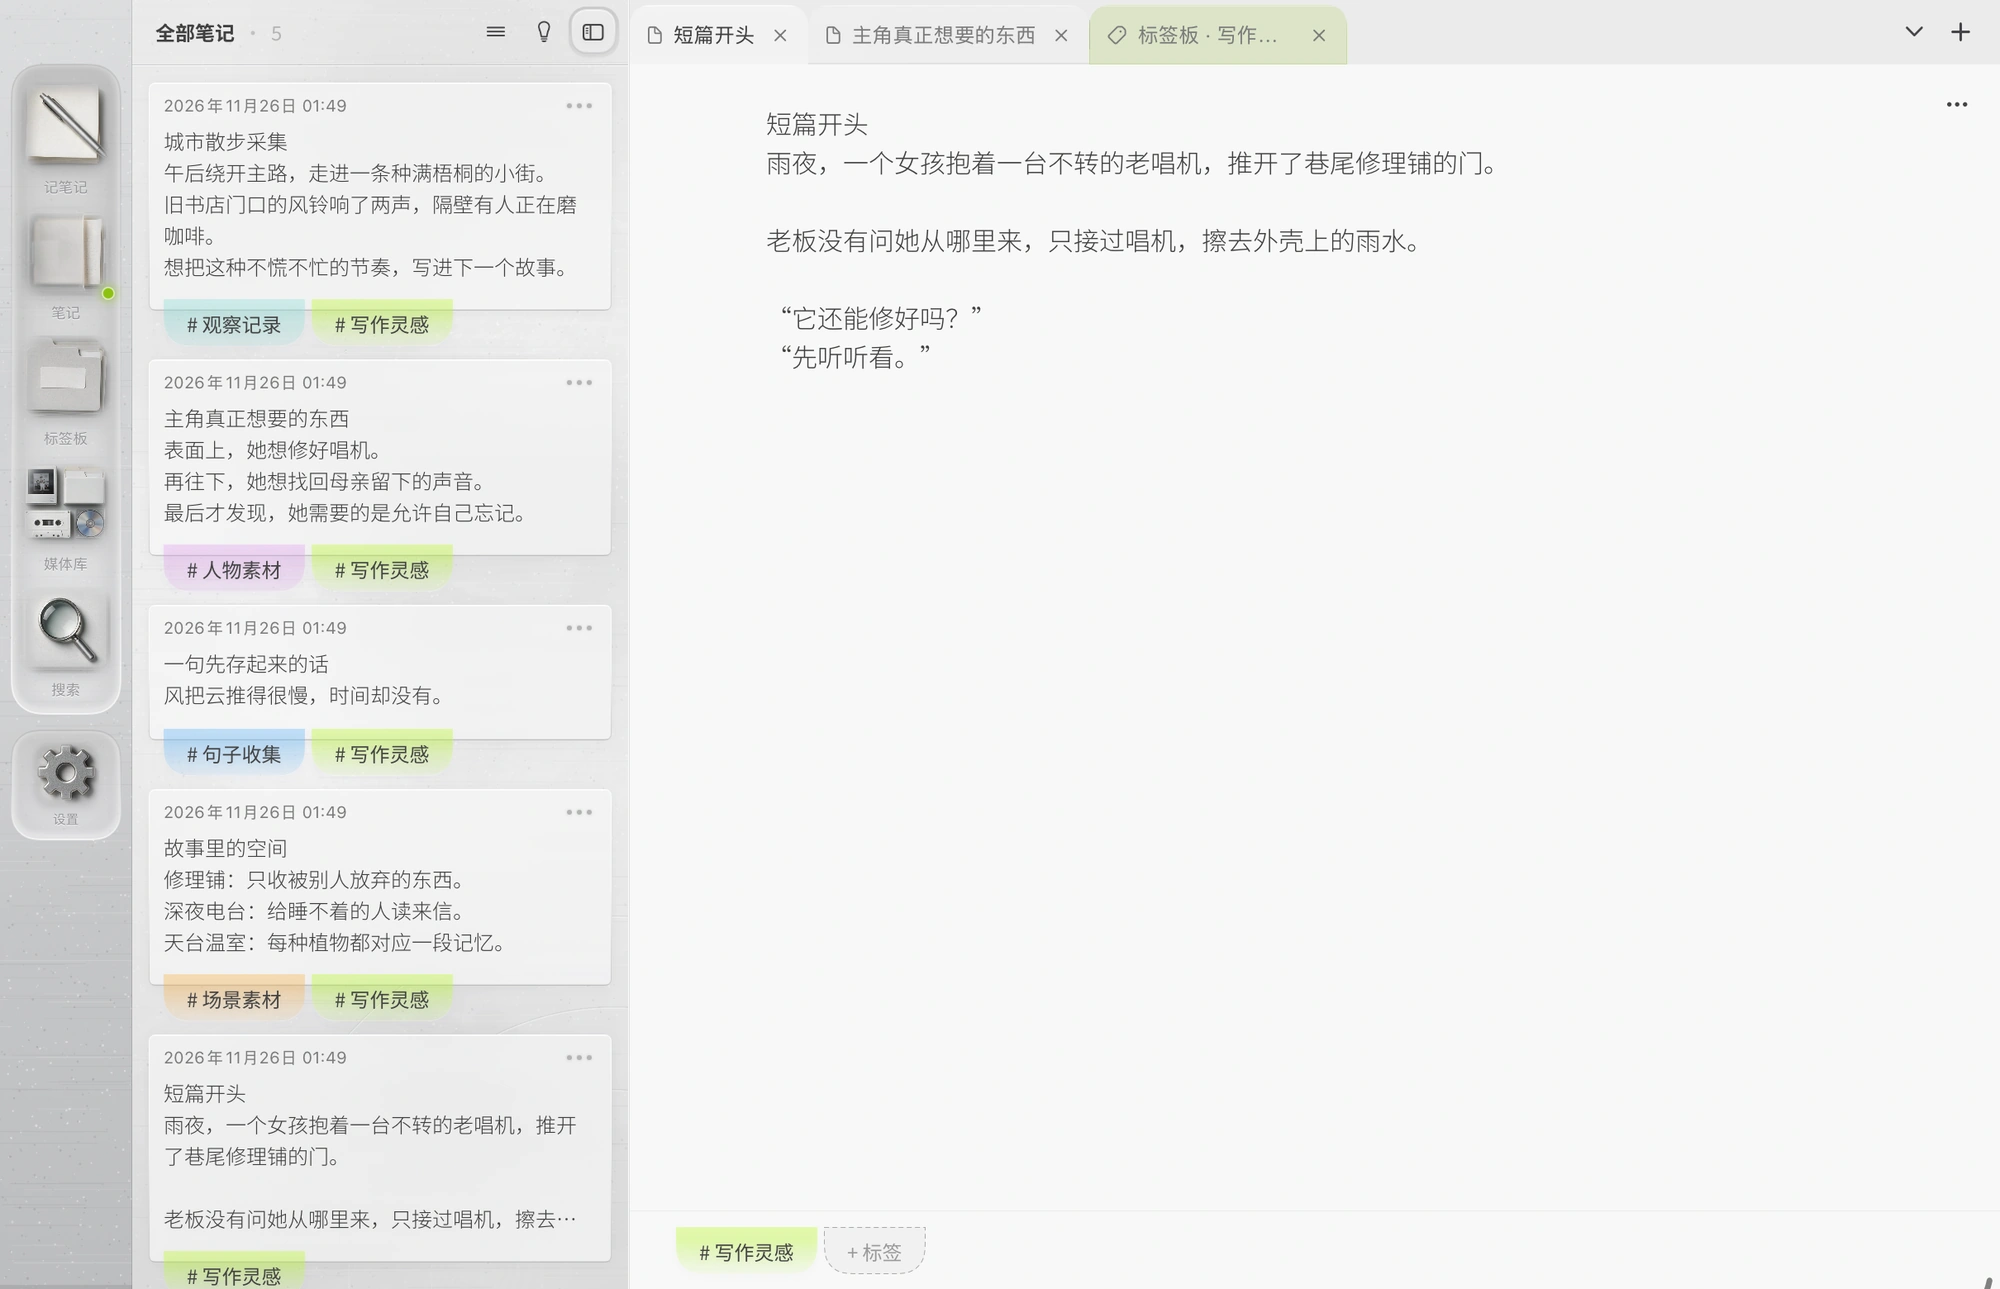 记笔记
笔记
标签板
媒体库
搜索
设置
全部笔记 · 5
2026年11月26日 01:49
城市散步采集
午后绕开主路，走进一条种满梧桐的小街。
旧书店门口的风铃响了两声，隔壁有人正在磨
咖啡。
想把这种不慌不忙的节奏，写进下一个故事。
# 观察记录 # 写作灵感
2026年11月26日 01:49
主角真正想要的东西
表面上，她想修好唱机。
再往下，她想找回母亲留下的声音。
最后才发现，她需要的是允许自己忘记。
# 人物素材 # 写作灵感
2026年11月26日 01:49
一句先存起来的话
风把云推得很慢，时间却没有。
# 句子收集 # 写作灵感
2026年11月26日 01:49
故事里的空间
修理铺：只收被别人放弃的东西。
深夜电台：给睡不着的人读来信。
天台温室：每种植物都对应一段记忆。
# 场景素材 # 写作灵感
2026年11月26日 01:49
短篇开头
雨夜，一个女孩抱着一台不转的老唱机，推开
了巷尾修理铺的门。
老板没有问她从哪里来，只接过唱机，擦去…
# 写作灵感
短篇开头
主角真正想要的东西
标签板 · 写作…
短篇开头
雨夜，一个女孩抱着一台不转的老唱机，推开了巷尾修理铺的门。
老板没有问她从哪里来，只接过唱机，擦去外壳上的雨水。
“它还能修好吗？”
“先听听看。”
# 写作灵感 + 标签